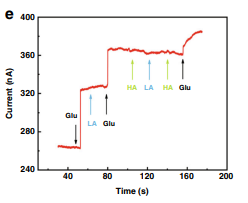 e
400
360
320
280
240
Current (nA)
Glu
LA
Glu
HA
LA
HA
Glu
40
80
120
160
200
Time (s)